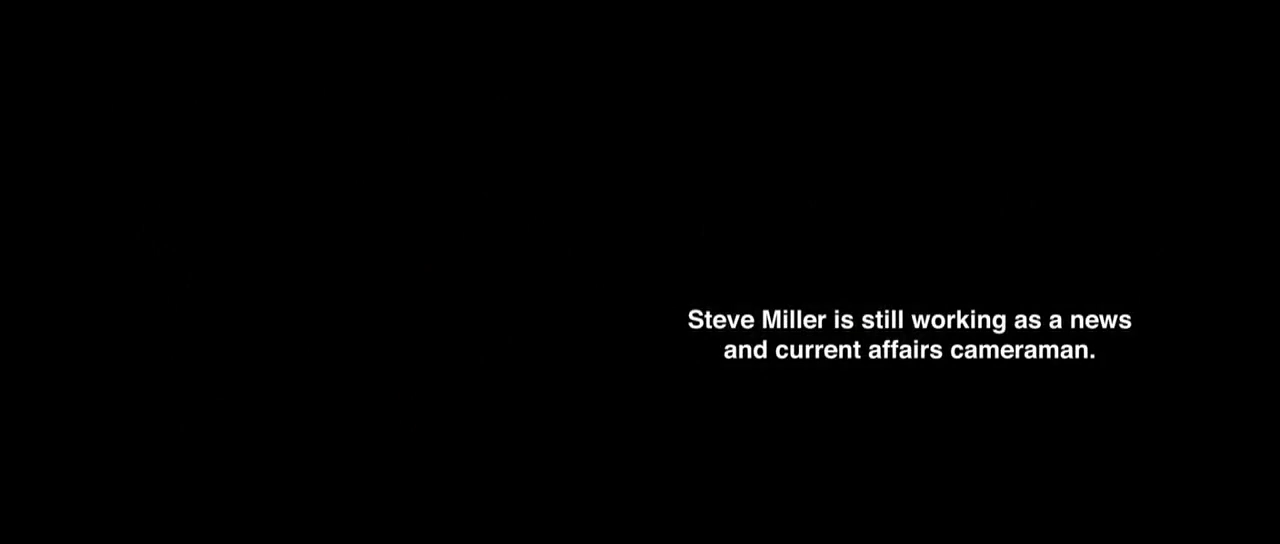 Steve Miller is still working as a news
and current affairs cameraman.